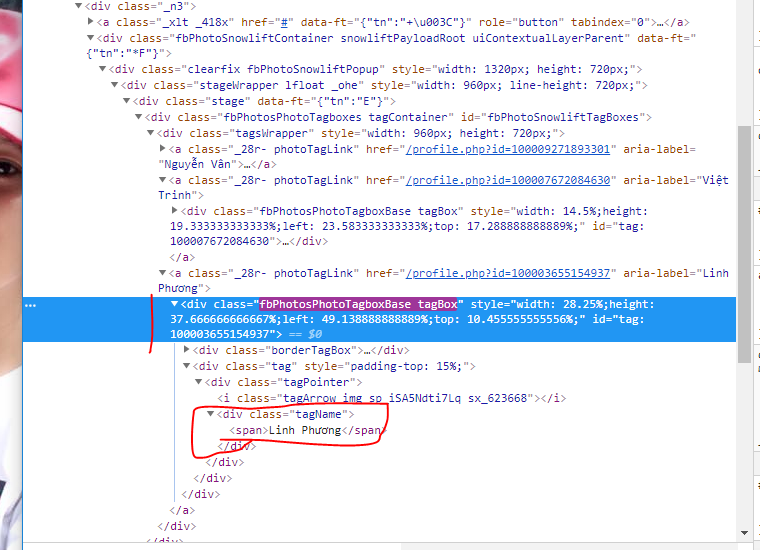 <div class="_n3">
<a class="_xlt _418x" href="#" data-ft="{"tn":"+\u003C"}" role="button" tabindex="0">…</a>
<div class="fbPhotoSnowliftContainer snowliftPayloadRoot uiContextualLayerParent" data-ft="
{"tn":"*F"}">
<div class="clearfix fbPhotoSnowliftPopup" style="width: 1320px; height: 720px;">
<div class="stageWrapper lfloat _ohe" style="width: 960px; line-height: 720px;">
<div class="stage" data-ft="{"tn":"E"}">
<div class="fbPhotosPhotoTagboxes tagContainer" id="fbPhotoSnowliftTagBoxes">
<div class="tagsWrapper" style="width: 960px; height: 720px;">
<a class="_28r- photoTagLink" href="/profile.php?id=100009271893301" aria-label=
"Nguyễn Vân">…</a>
<a class="_28r- photoTagLink" href="/profile.php?id=100007672084630" aria-label="Việt
Trinh">
<div class="fbPhotosPhotoTagboxBase tagBox" style="width: 14.5%;height:
19.333333333333%;left: 23.583333333333%;top: 17.288888888889%;" id="tag:
100007672084630">…</div>
</a>
<a class="_28r- photoTagLink" href="/profile.php?id=100003655154937" aria-label="Linh
Phương">
… <div class="fbPhotosPhotoTagboxBase tagBox" style="width: 28.25%;height:
37.666666666667%;left: 49.138888888889%;top: 10.455555555556%;" id="tag:
100003655154937"> == $0
<div class="borderTagBox">…</div>
<div class="tag" style="padding-top: 15%;">
<div class="tagPointer">
<i class="tagArrow img sp_iSA5Ndti7Lq sx_623668"></i>
<div class="tagName">
<span>Linh Phương</span>
</div>
</div>
</div>
</div>
</a>
</div>
</div>